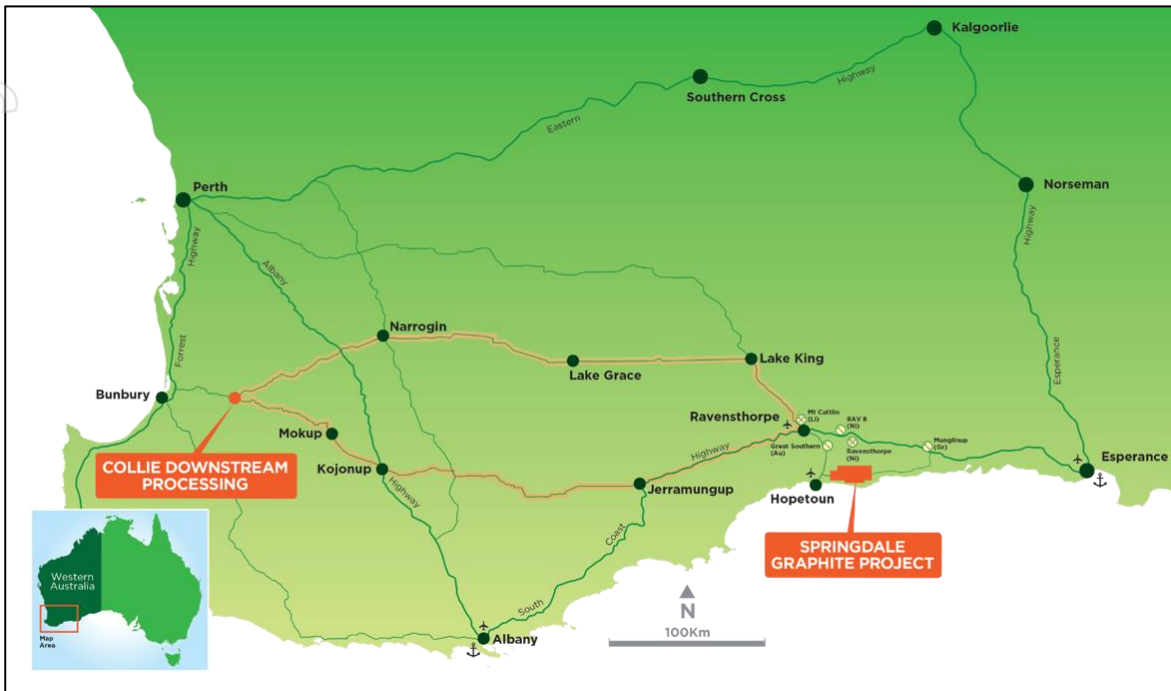 Kalgoorlie
Highway
Southern Cross
Eastern
Perth
Norseman
Highway
Albany
Highway
Forrest
Narrogin
Lake King
Lake Grace
Esperance
Bunbury
Mt Cattlin
(Li)
RAV 8
(Ni)
Ravensthorpe
Mokup
Great Southern
(Au)
Ravensthorpe
(Ni)
Munglinup
(Gr)
Highway
COLLIE DOWNSTREAM
PROCESSING
Kojonup
Esperance
Highway
Jerramungup
Hopetoun
Coast
SPRINGDALE
GRAPHITE PROJECT
Western
Australia
South
N
Map
Area
Albany
100Km